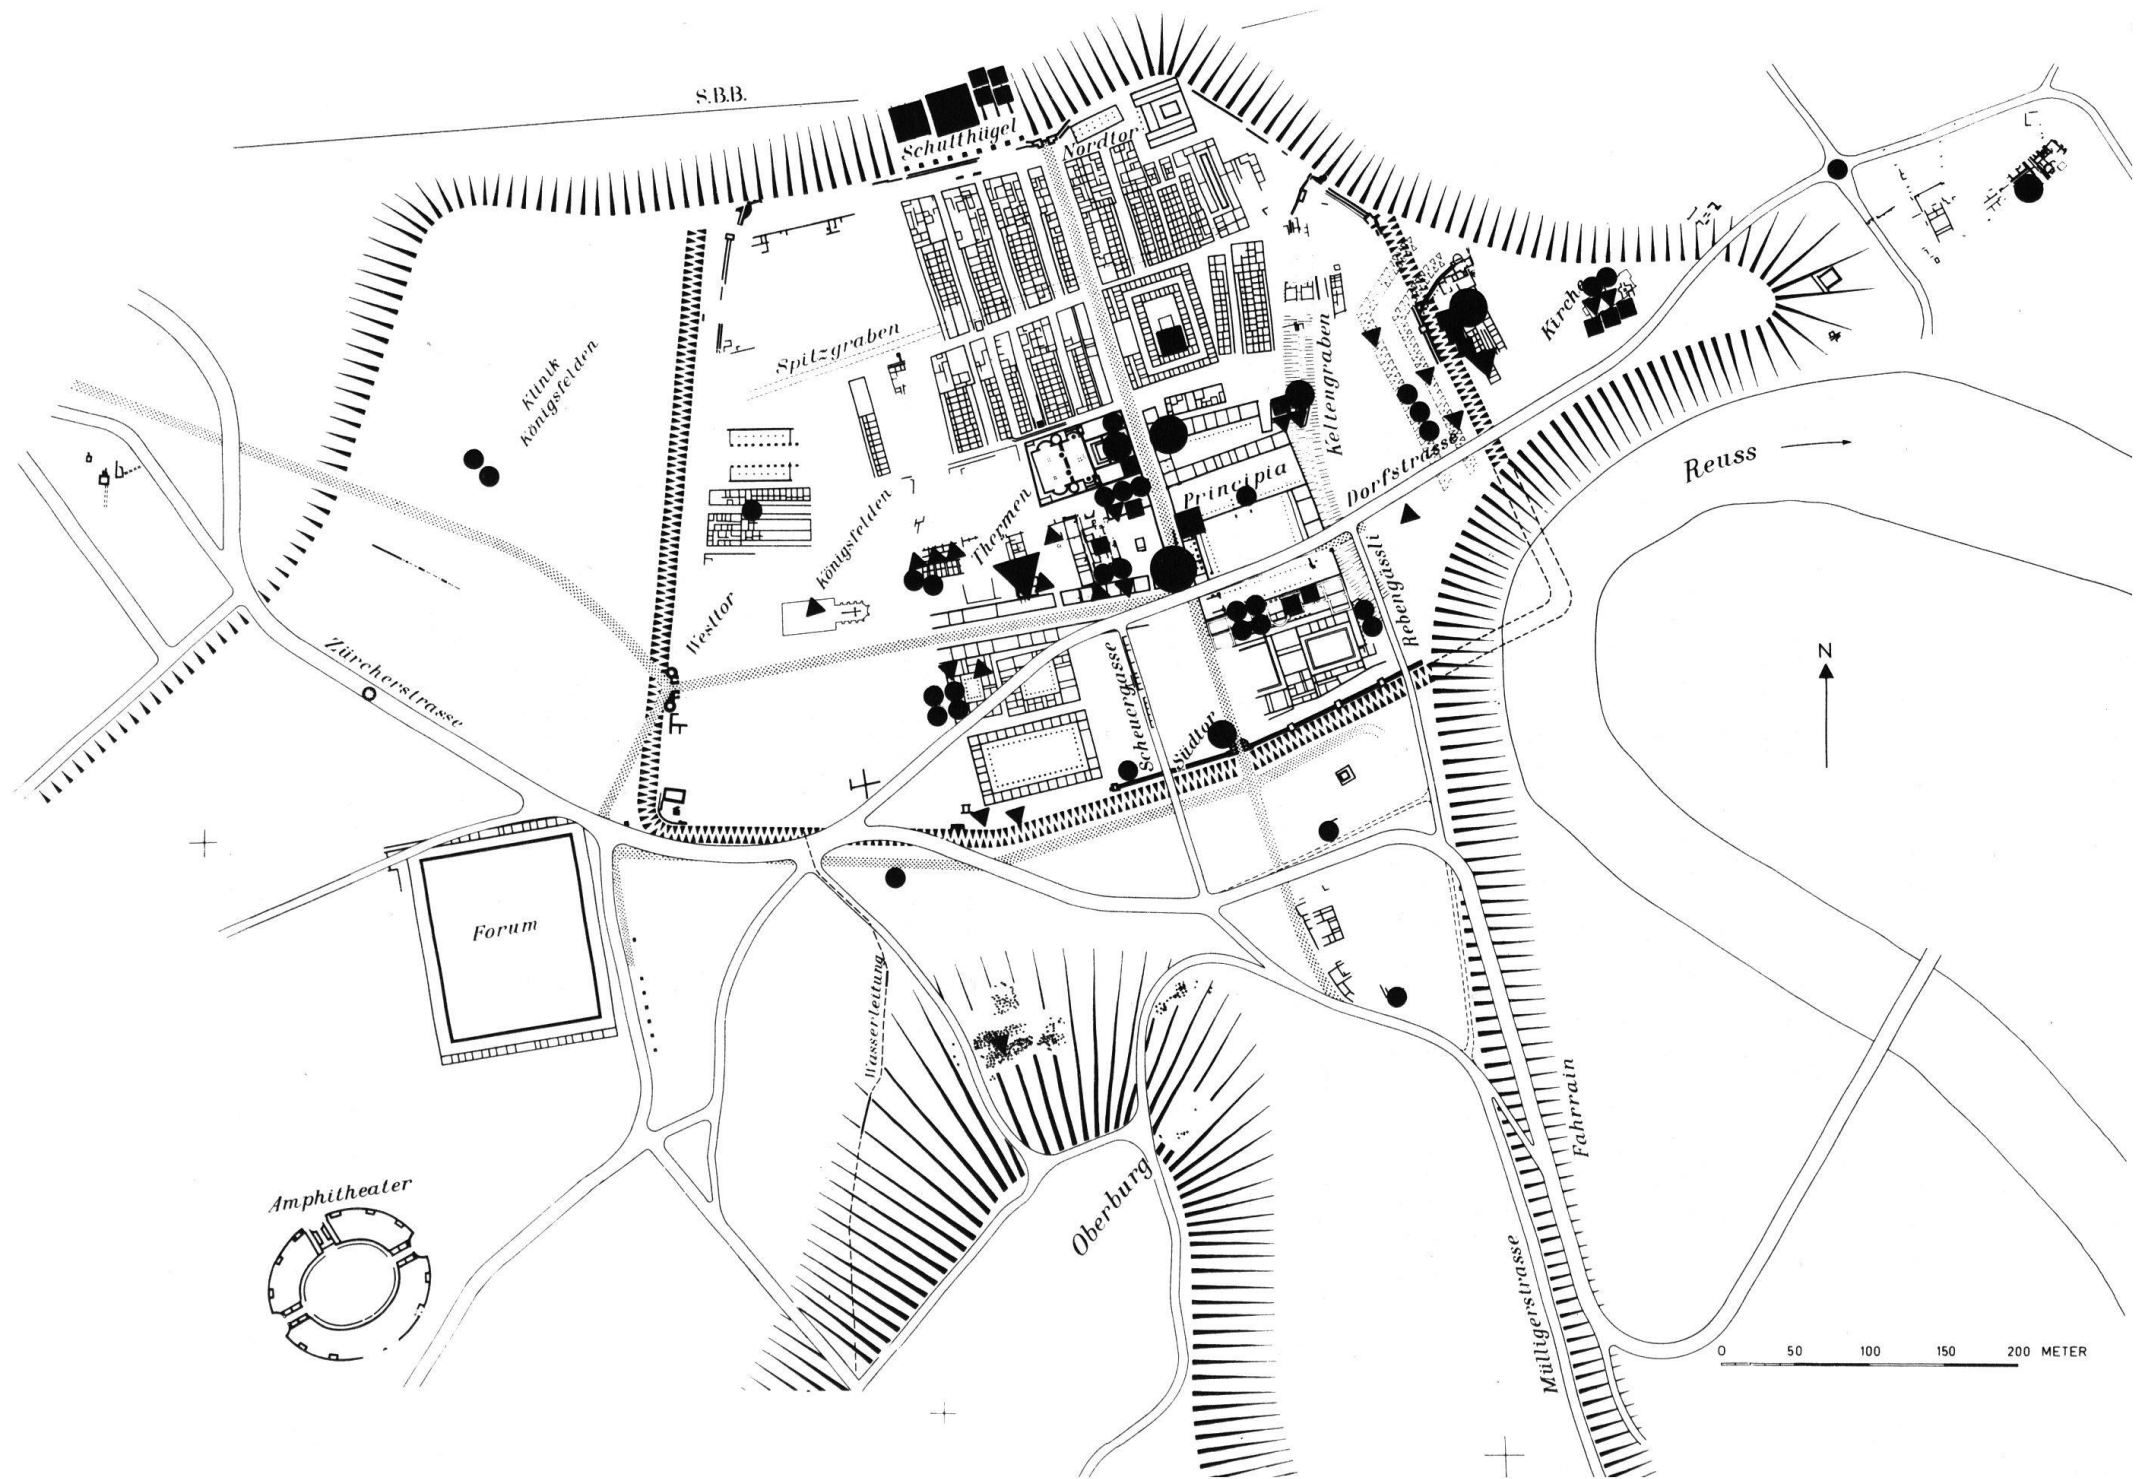 S.B.B.
Schutthügel
Nordtor
Spitzgraben
Klinik
Königsfelden
Keltengraben
Kirche
Reuss
Principia
Dorfstrasse
Thermen
Königsfelden
Westtor
Rebengässli
N
Zürcherstrasse
Scheuergasse
Südtor
Forum
Wasserleitung
Fahrrain
Amphitheater
Oberburg
Mülligerstrasse
0 50 100 150 200 METER